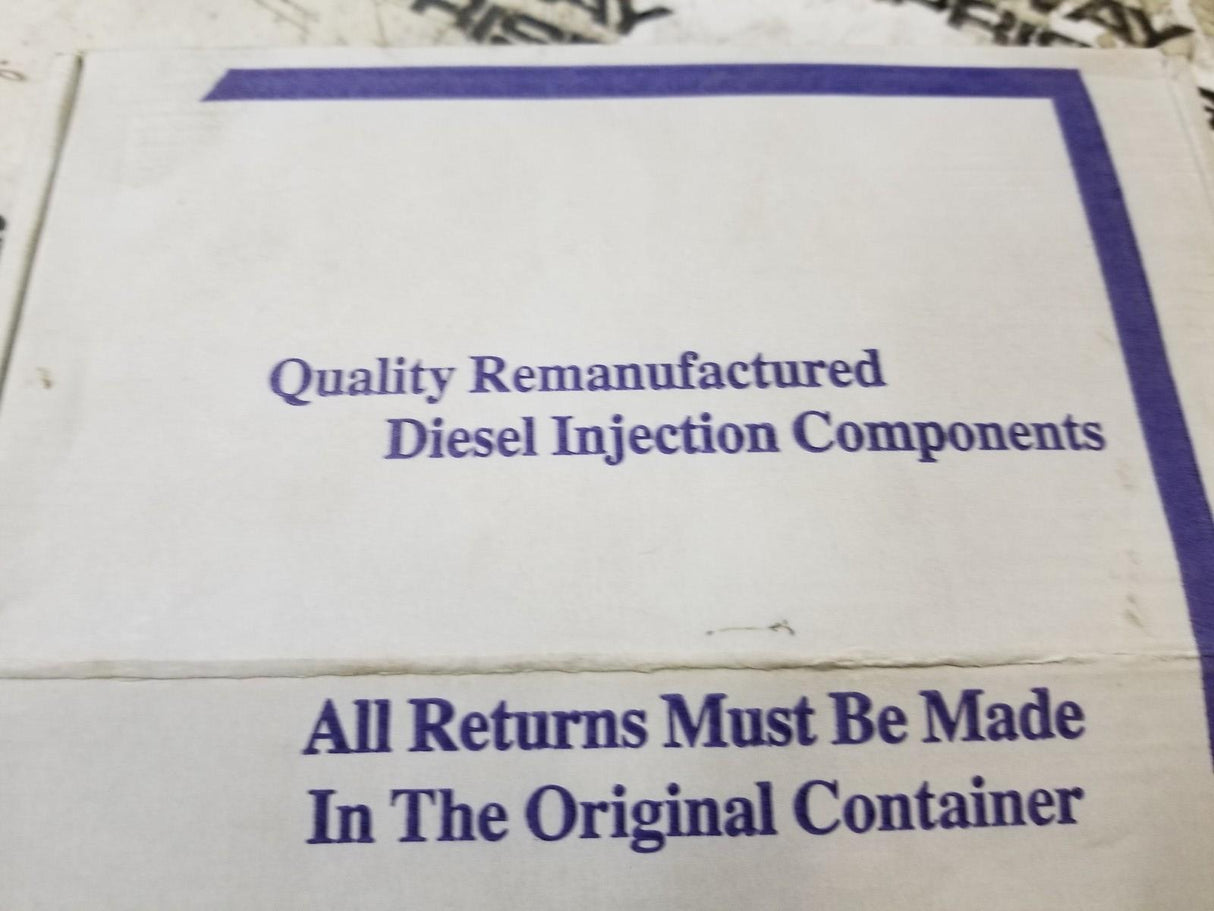 Quality Remanufactured
Diesel Injection Components
All Returns Must Be Made
In The Original Container